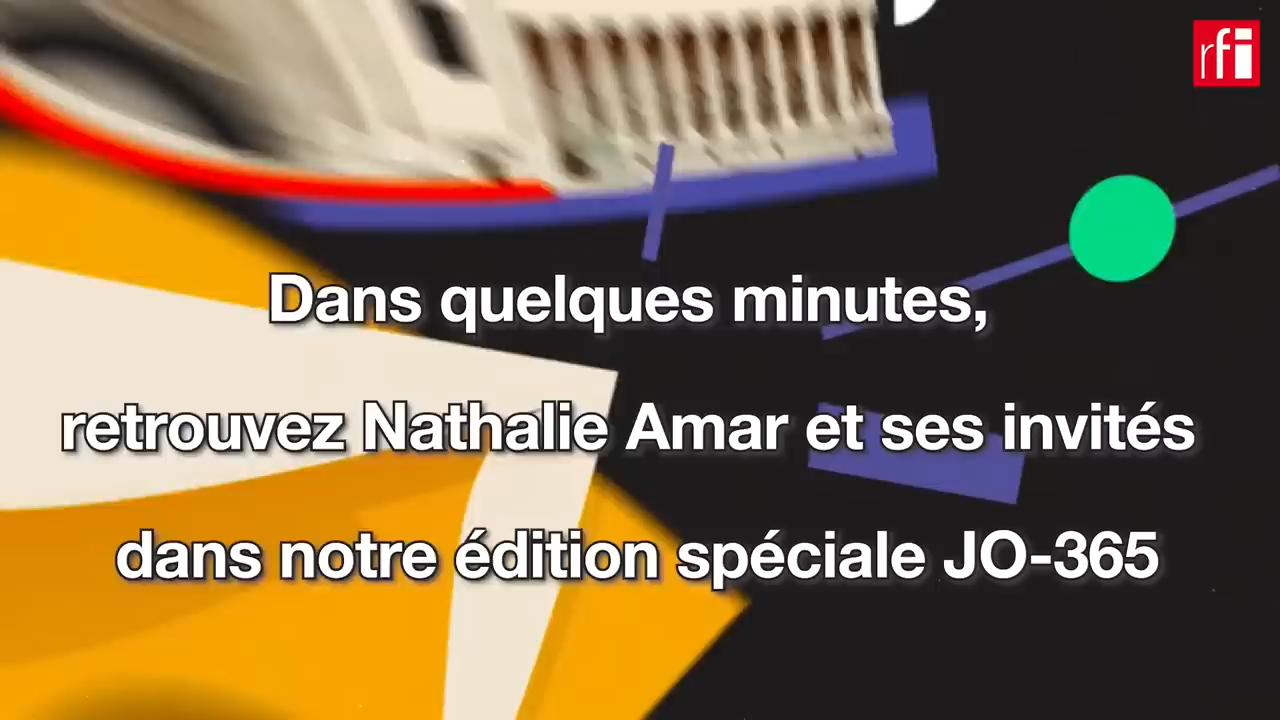 rfi
Dans quelques minutes,
retrouvez Nathalie Amar et ses invités
dans notre édition spéciale JO-365